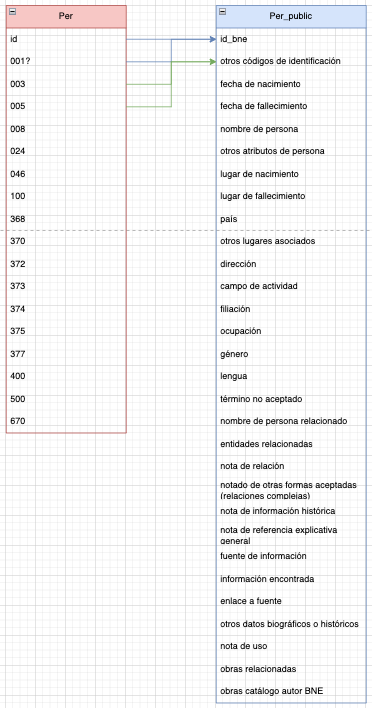 Per
id
001?
003
005
008
024
046
100
368
370
372
373
374
375
377
400
500
670
Per_public
id_bne
otros códigos de identificación
fecha de nacimiento
fecha de fallecimiento
nombre de persona
otros atributos de persona
lugar de nacimiento
lugar de fallecimiento
país
otros lugares asociados
dirección
campo de actividad
filiación
ocupación
género
lengua
término no aceptado
nombre de persona relacionado
entidades relacionadas
nota de relación
notado de otras formas aceptadas
(relaciones complejas)
nota de información histórica
nota de referencia explicativa
general
fuente de información
información encontrada
enlace a fuente
otros datos biográficos o históricos
nota de uso
obras relacionadas
obras catálogo autor BNE